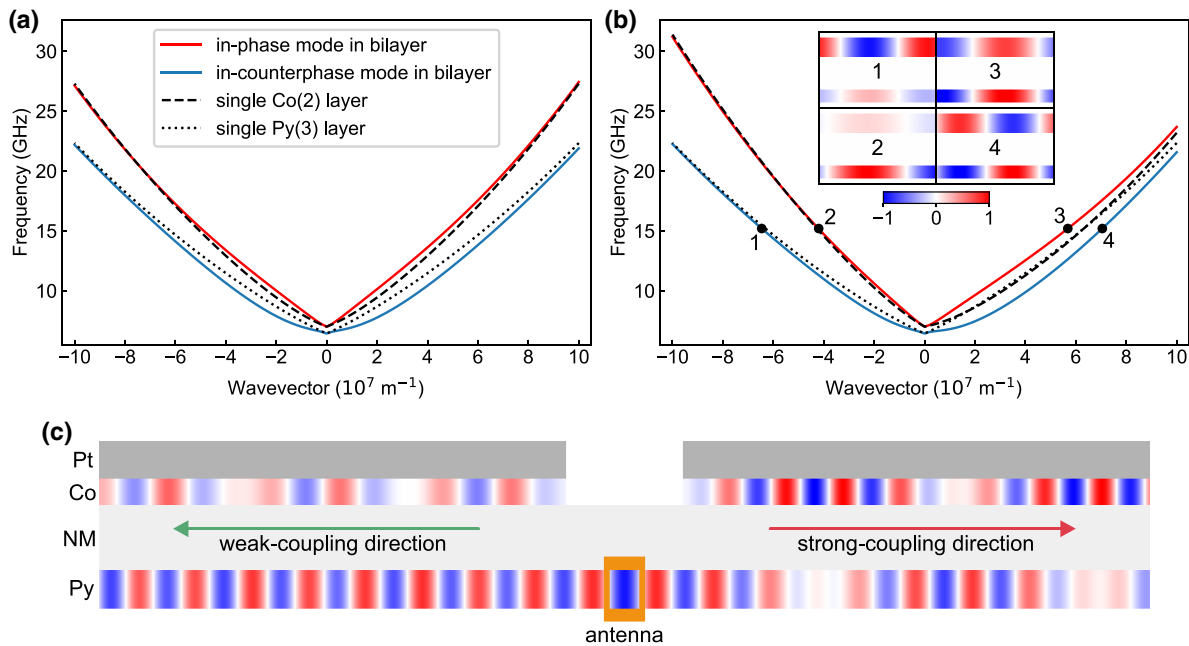 (a)
in-phase mode in bilayer
in-counterphase mode in bilayer
single Co(2) layer
single Py(3) layer
Frequency (GHz)
30
25
20
15
10
−10 −8 −6 −4 −2 0 2 4 6 8 10
Wavevector (10⁷ m⁻¹)
(b)
1 3
2 4
−1 0 1
1 2 3 4
Frequency (GHz)
30
25
20
15
10
−10 −8 −6 −4 −2 0 2 4 6 8 10
Wavevector (10⁷ m⁻¹)
(c)
Pt
Co
NM
Py
weak-coupling direction
strong-coupling direction
antenna